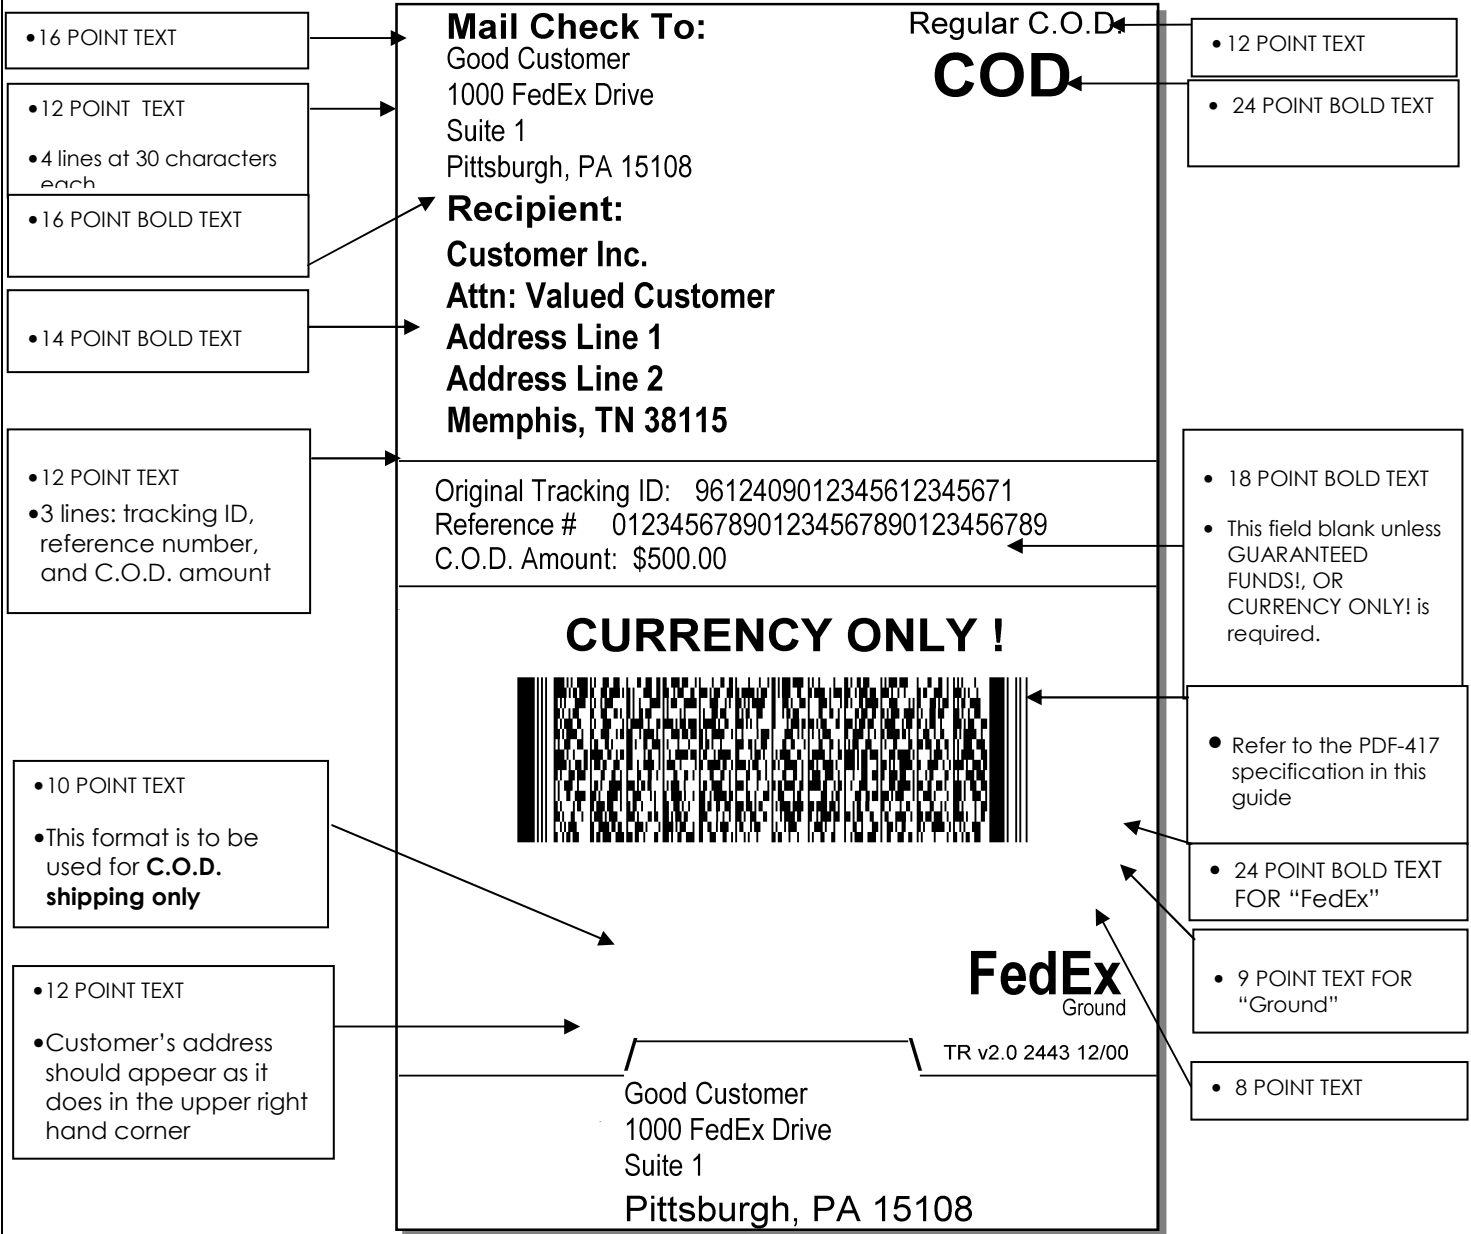 •16 POINT TEXT
•12 POINT  TEXT
•4 lines at 30 characters
each
•16 POINT BOLD TEXT
•14 POINT BOLD TEXT
•12 POINT TEXT
•3 lines: tracking ID,
reference number,
and C.O.D. amount
•10 POINT TEXT
•This format is to be
used for C.O.D.
shipping only
•12 POINT TEXT
•Customer’s address
should appear as it
does in the upper right
hand corner
Mail Check To:
Good Customer
1000 FedEx Drive
Suite 1
Pittsburgh, PA 15108
Regular C.O.D.
COD
Recipient:
Customer Inc.
Attn: Valued Customer
Address Line 1
Address Line 2
Memphis, TN 38115
Original Tracking ID: 9612409012345612345671
Reference # 012345678901234567890123456789
C.O.D. Amount: $500.00
CURRENCY ONLY !
FedEx
Ground
TR v2.0 2443 12/00
Good Customer
1000 FedEx Drive
Suite 1
Pittsburgh, PA 15108
• 12 POINT TEXT
• 24 POINT BOLD TEXT
• 18 POINT BOLD TEXT
• This field blank unless
GUARANTEED
FUNDS!, OR
CURRENCY ONLY! is
required.
• Refer to the PDF-417
specification in this
guide
• 24 POINT BOLD TEXT
FOR “FedEx”
• 9 POINT TEXT FOR
“Ground”
• 8 POINT TEXT